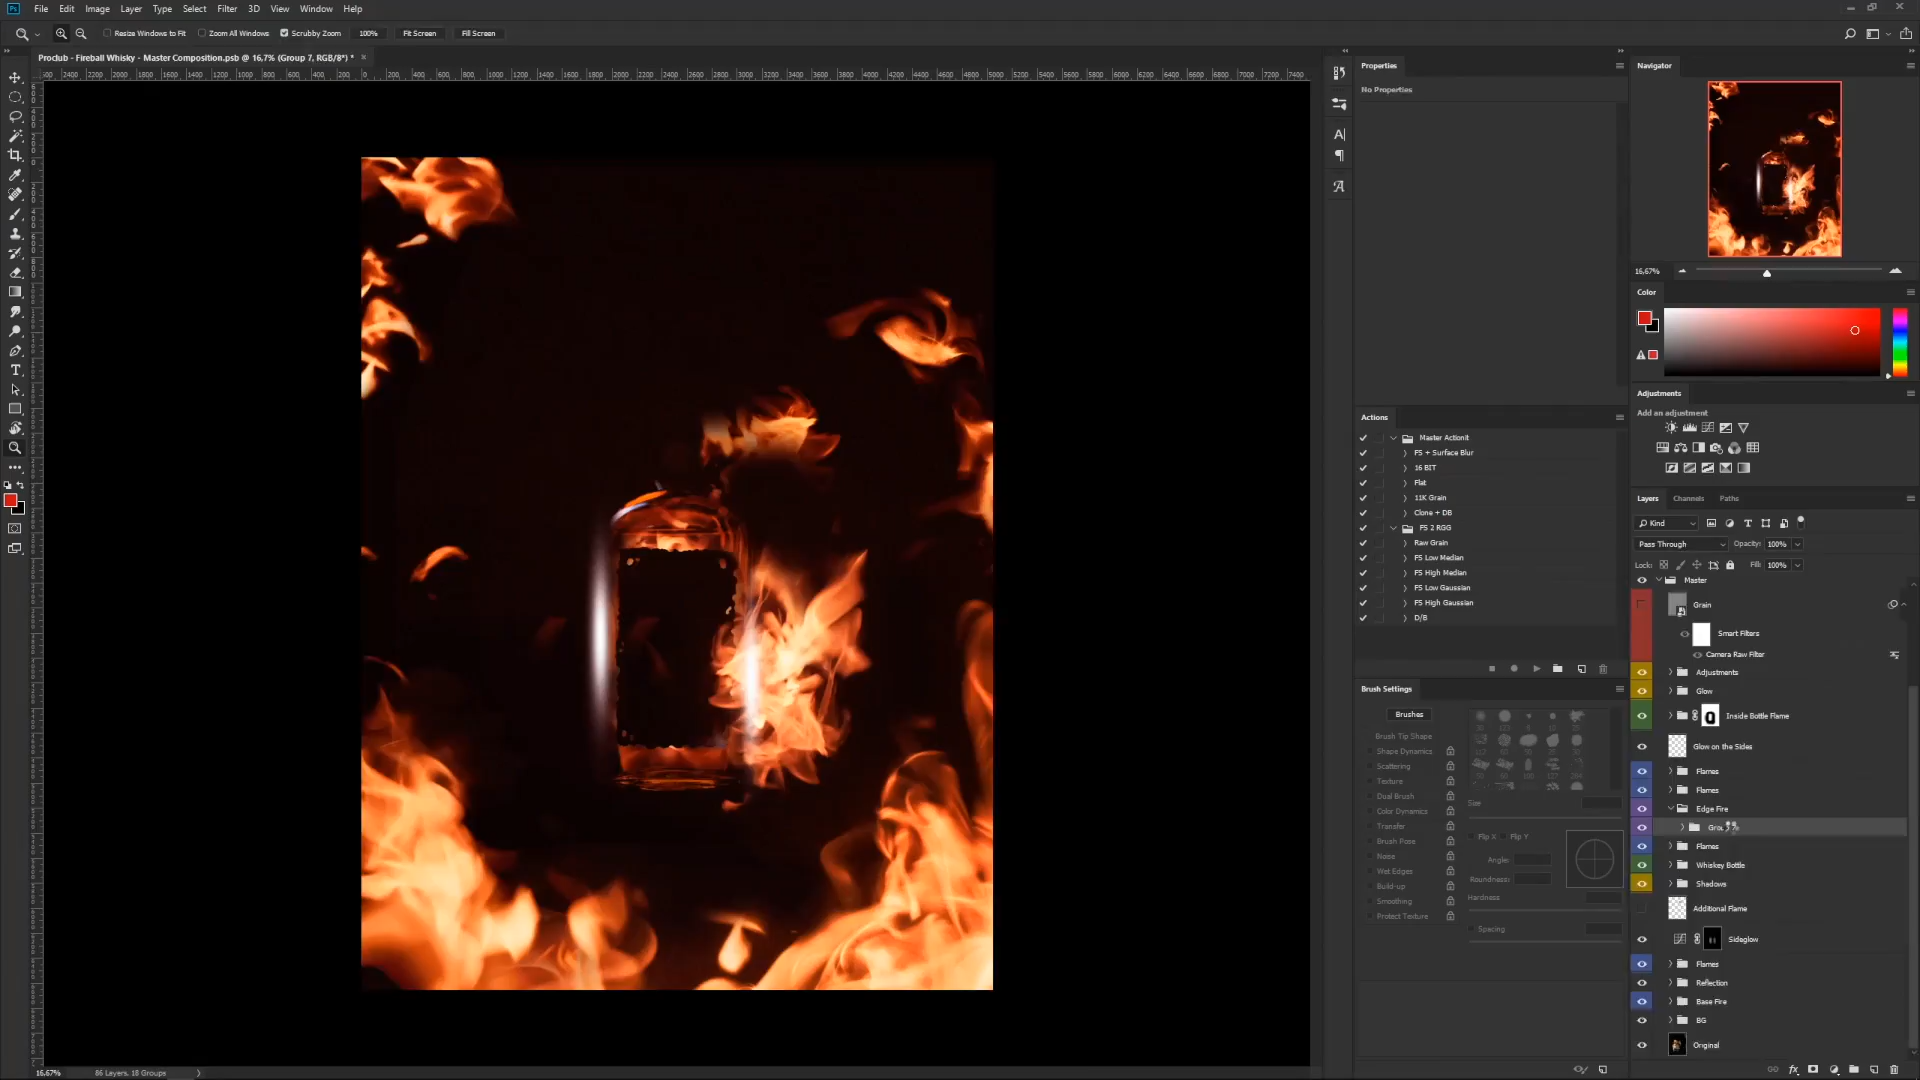 Ps File Edit Image Layer Type Select Filter 3D View Window Help
Resize Windows to Fit Zoom All Windows Scrubby Zoom 100% Fit Screen Fill Screen
Proclub - Fireball Whisky - Master Composition.psb @ 16,7% (Group 7, RGB/8*) *
Properties
No Properties
Actions
Master ActionIt
FS + Surface Blur
16 BIT
Flat
11K Grain
Clone + DB
FS 2 RGG
Raw Grain
FS Low Median
FS High Median
FS Low Gaussian
FS High Gaussian
D/B
Brush Settings
Brushes
Brush Tip Shape
Shape Dynamics
Scattering
Texture
Dual Brush
Color Dynamics
Transfer
Brush Pose
Noise
Wet Edges
Build-up
Smoothing
Protect Texture
Size
Flip X Flip Y
Angle:
Roundness:
Hardness
Spacing
Navigator
16,67%
Color
Adjustments
Add an adjustment
Layers Channels Paths
Kind
Pass Through Opacity: 100%
Lock: Fill: 100%
Master
Grain
Smart Filters
Camera Raw Filter
Adjustments
Glow
Inside Bottle Flame
Glow on the Sides
Flames
Flames
Edge Fire
Flames
Whiskey Bottle
Shadows
Additional Flame
Sideglow
Flames
Reflection
Base Fire
BG
Original
16,67% 86 Layers, 18 Groups